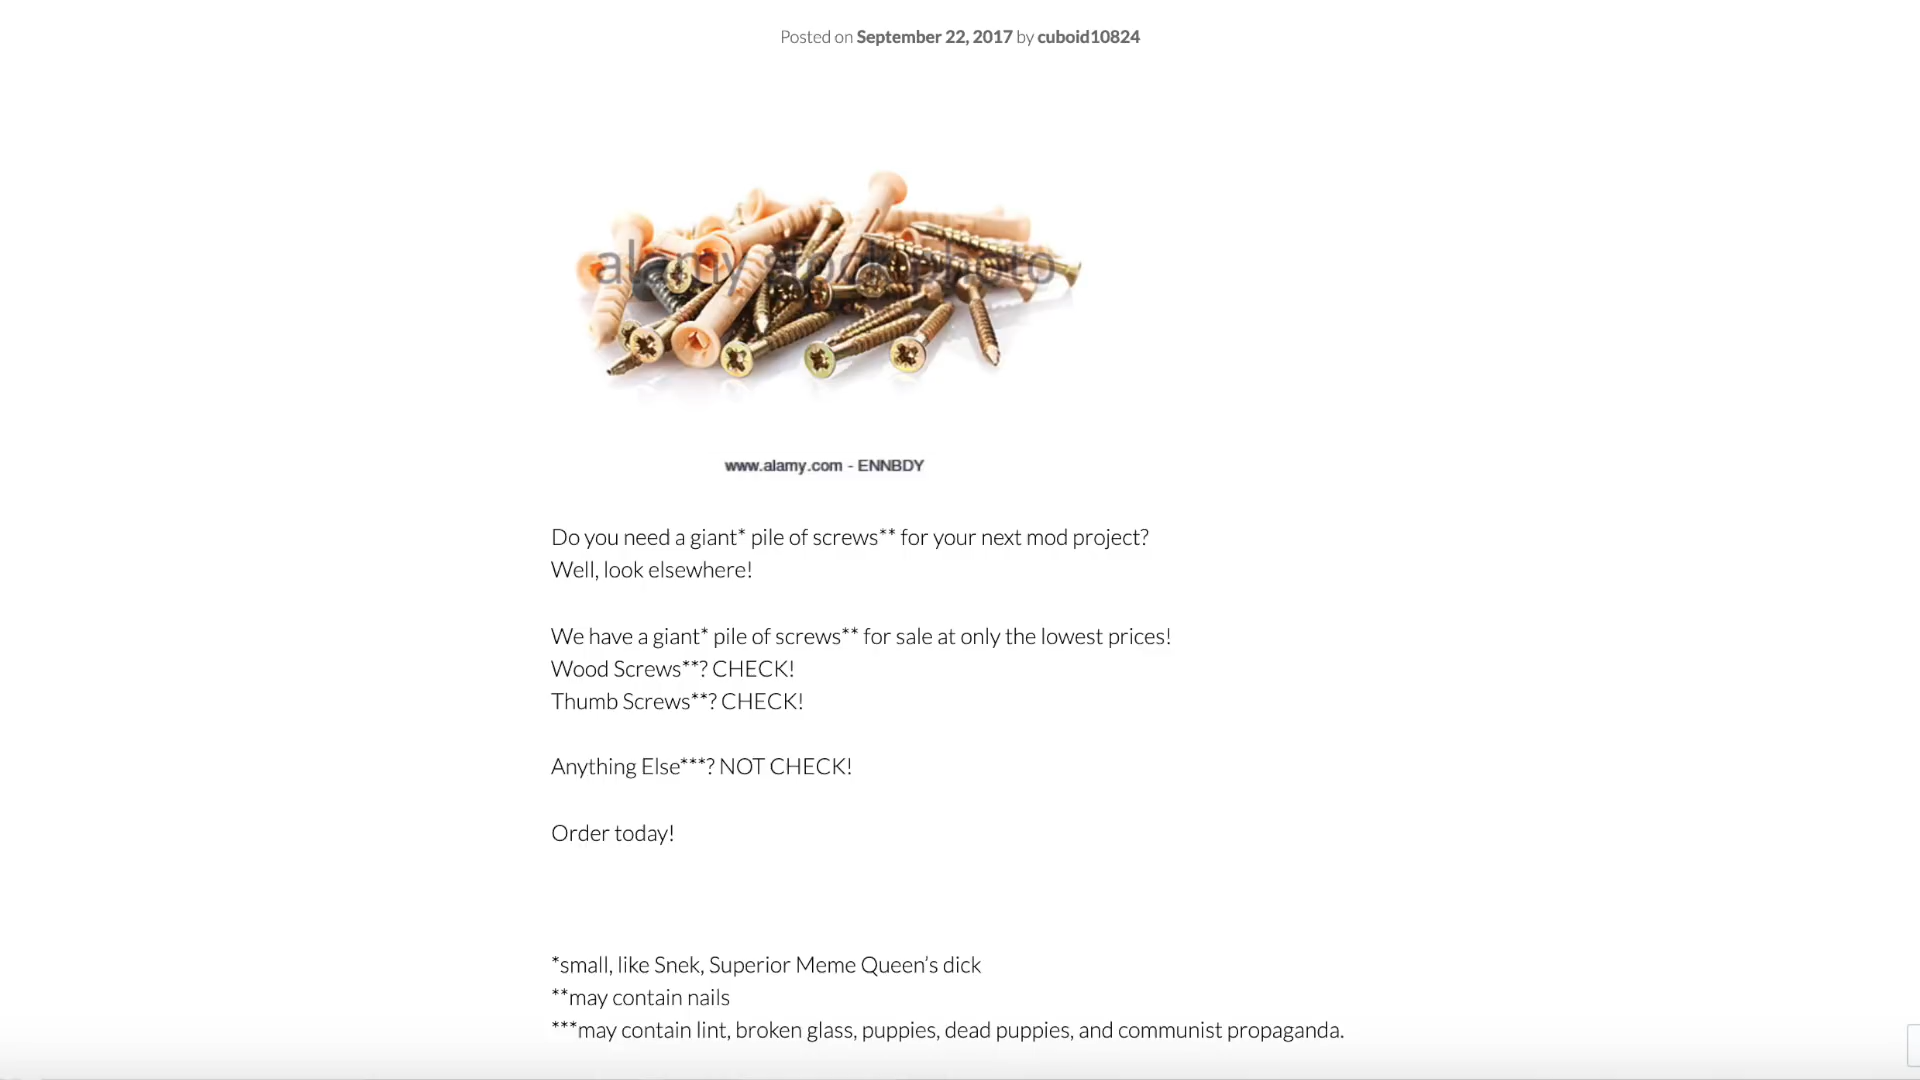 Posted on September 22, 2017 by cuboid10824
alamy stock photo
www.alamy.com - ENNBDY
Do you need a giant* pile of screws** for your next mod project?
Well, look elsewhere!
We have a giant* pile of screws** for sale at only the lowest prices!
Wood Screws**? CHECK!
Thumb Screws**? CHECK!
Anything Else***? NOT CHECK!
Order today!
*small, like Snek, Superior Meme Queen’s dick
**may contain nails
***may contain lint, broken glass, puppies, dead puppies, and communist propaganda.